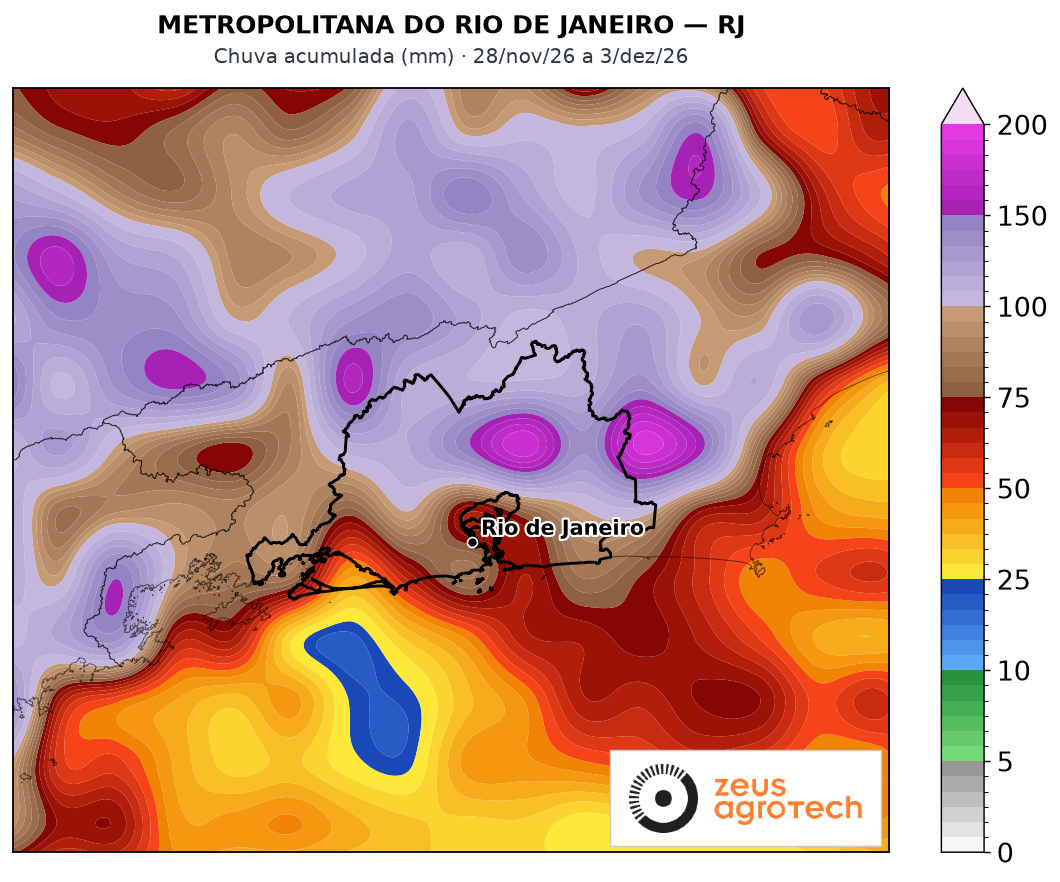 METROPOLITANA DO RIO DE JANEIRO — RJ
Chuva acumulada (mm) · 28/nov/26 a 3/dez/26
200
150
100
75
50
25
10
5
0
Rio de Janeiro
zeus
agrotech